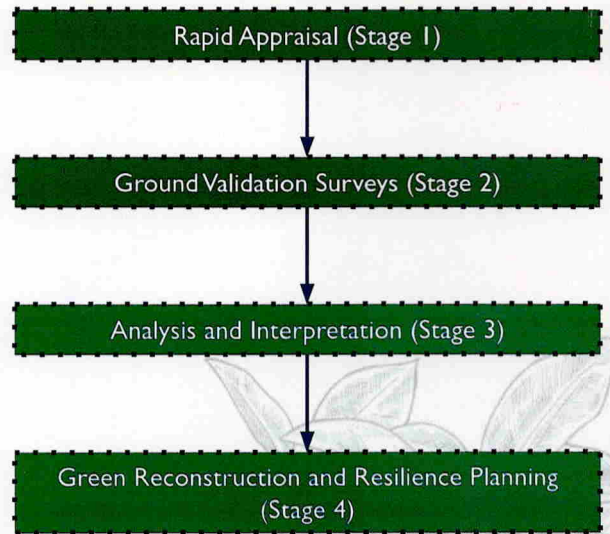 Rapid Appraisal (Stage 1)
Ground Validation Surveys (Stage 2)
Analysis and Interpretation (Stage 3)
Green Reconstruction and Resilience Planning
(Stage 4)